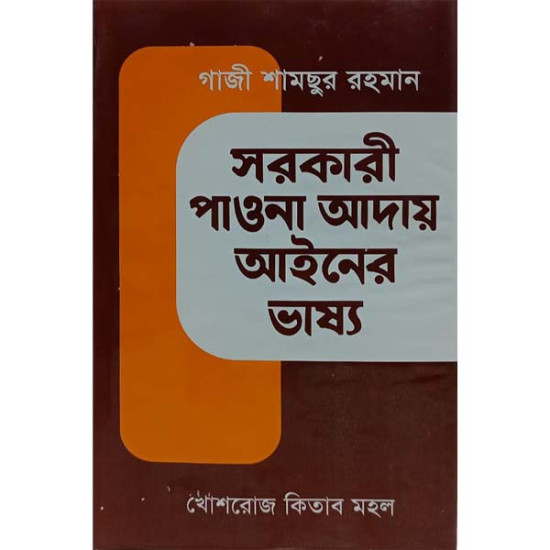 গাজী শামছুর রহমান
সরকারী
পাওনা আদায়
আইনের
ভাষ্য
খোশরোজ কিতাব মহল